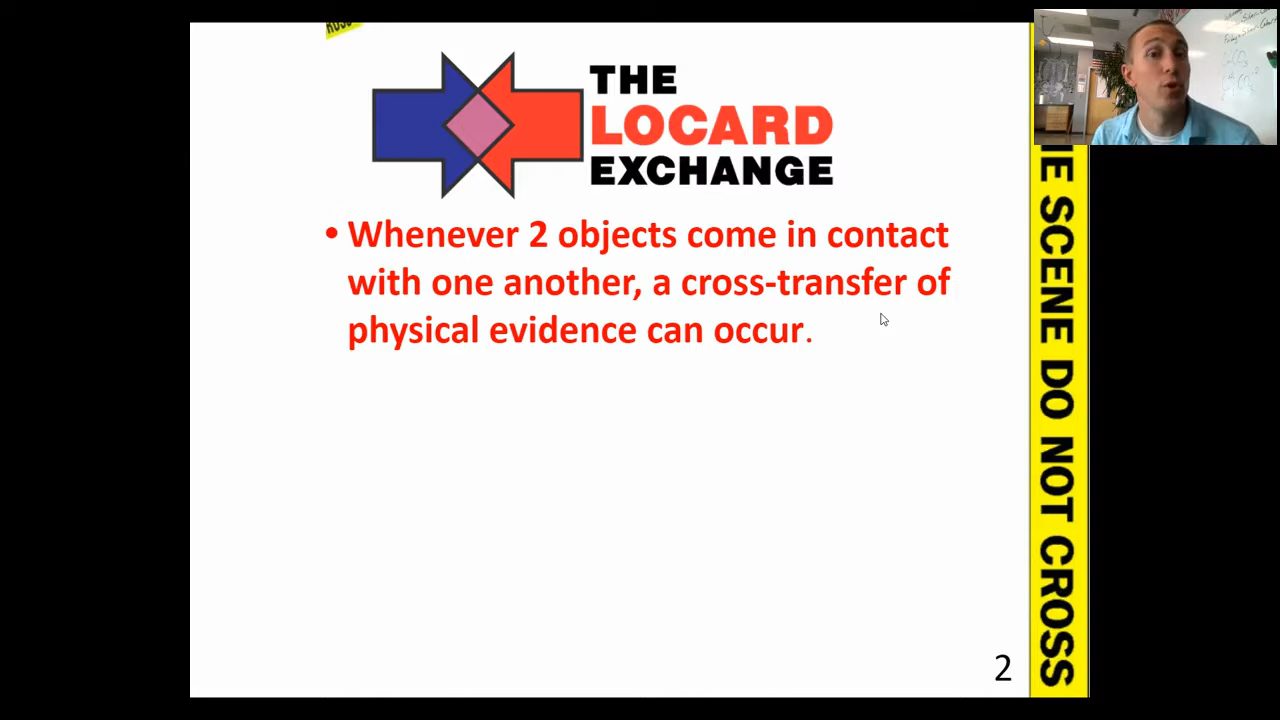 THE
LOCARD
EXCHANGE
• Whenever 2 objects come in contact
with one another, a cross-transfer of
physical evidence can occur.
SCENE DO NOT CROSS
2